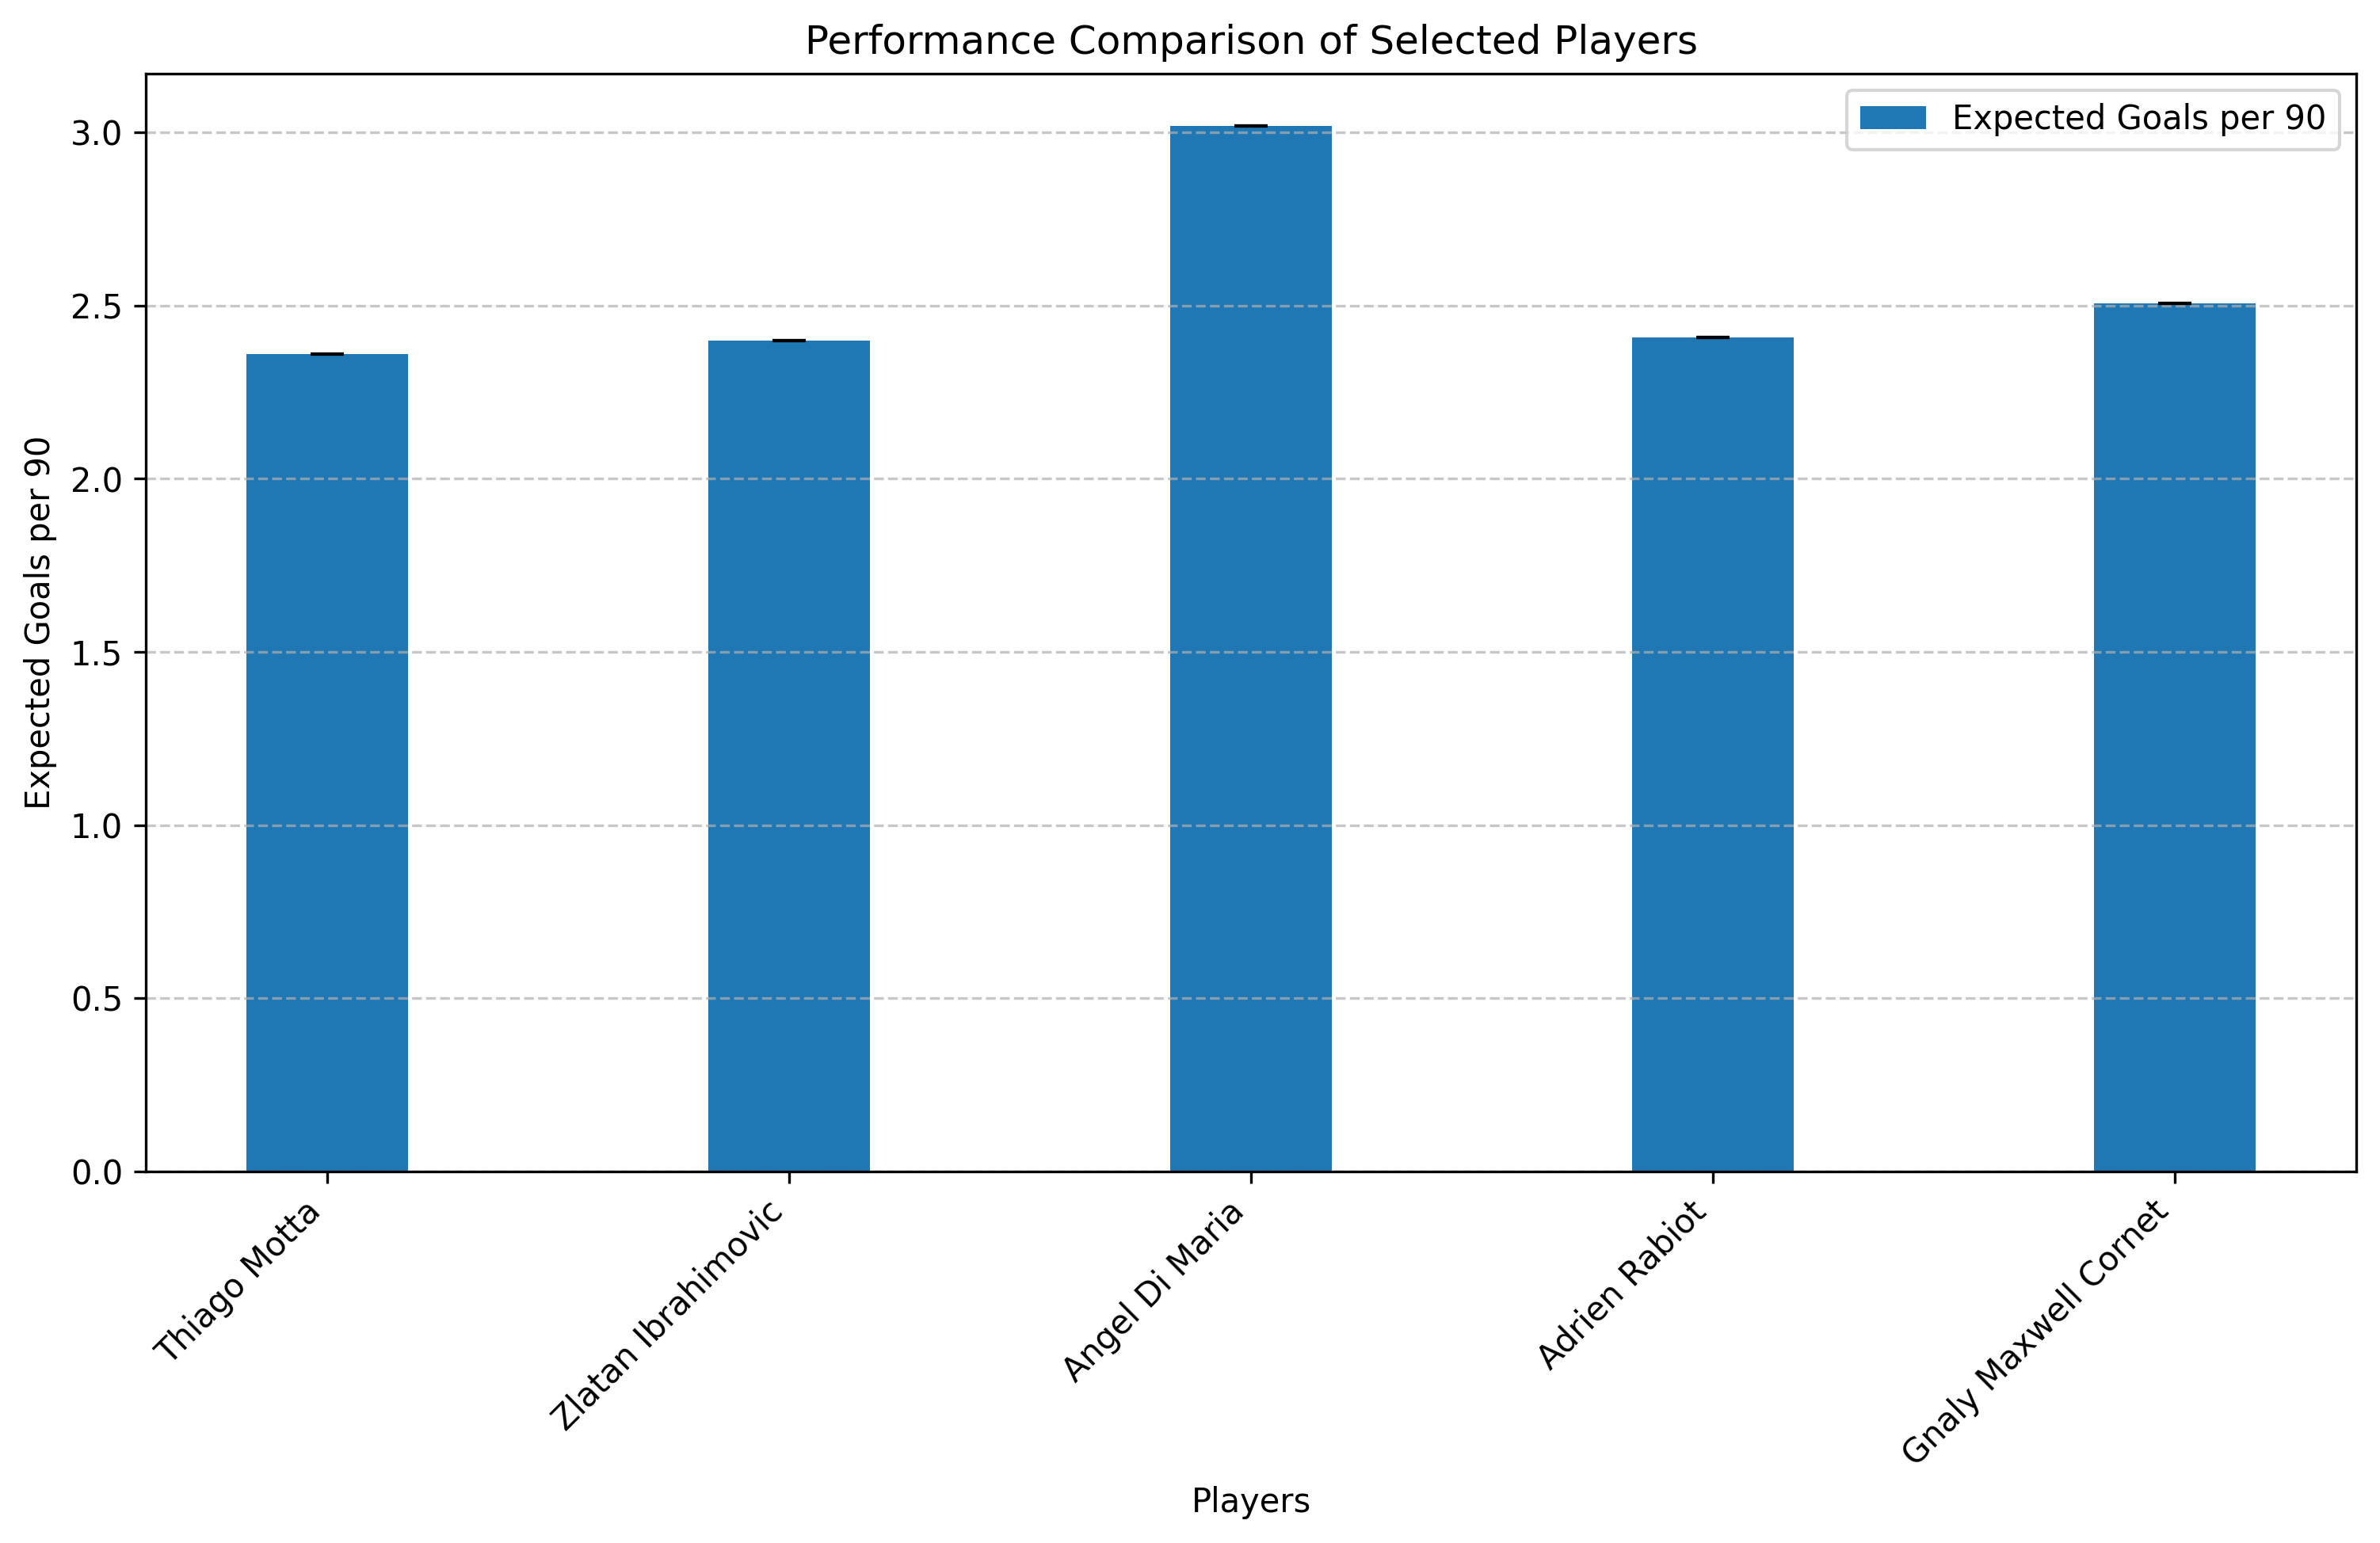 Performance Comparison of Selected Players
Expected Goals per 90
3.0
2.5
2.0
1.5
1.0
0.5
0.0
Expected Goals per 90
Thiago Motta
Zlatan Ibrahimovic
Angel Di Maria
Adrien Rabiot
Gnaly Maxwell Cornet
Players